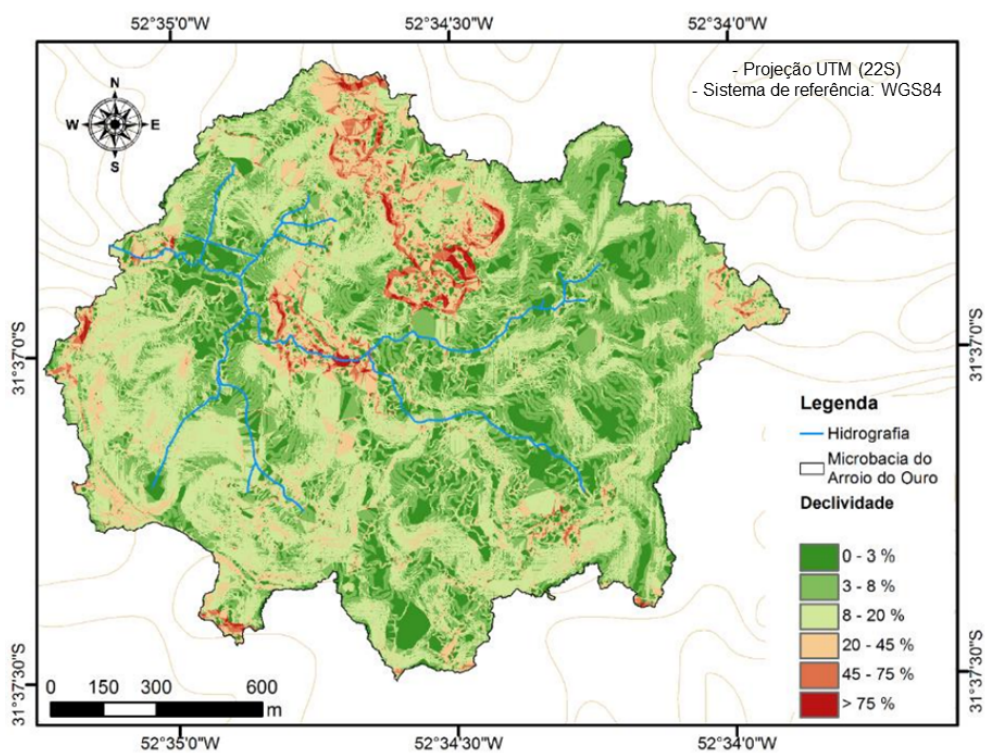 52°35'0"W
52°34'30"W
52°34'0"W
- Projeção UTM (22S)
- Sistema de referência: WGS84
N
W
E
S
31°37'0"S
31°37'0"S
Legenda
Hidrografia
Microbacia do
Arroio do Ouro
Declividade
0 - 3 %
3 - 8 %
8 - 20 %
20 - 45 %
45 - 75 %
> 75 %
31°37'30"S
31°37'30"S
0 150 300 600
m
52°35'0"W
52°34'30"W
52°34'0"W